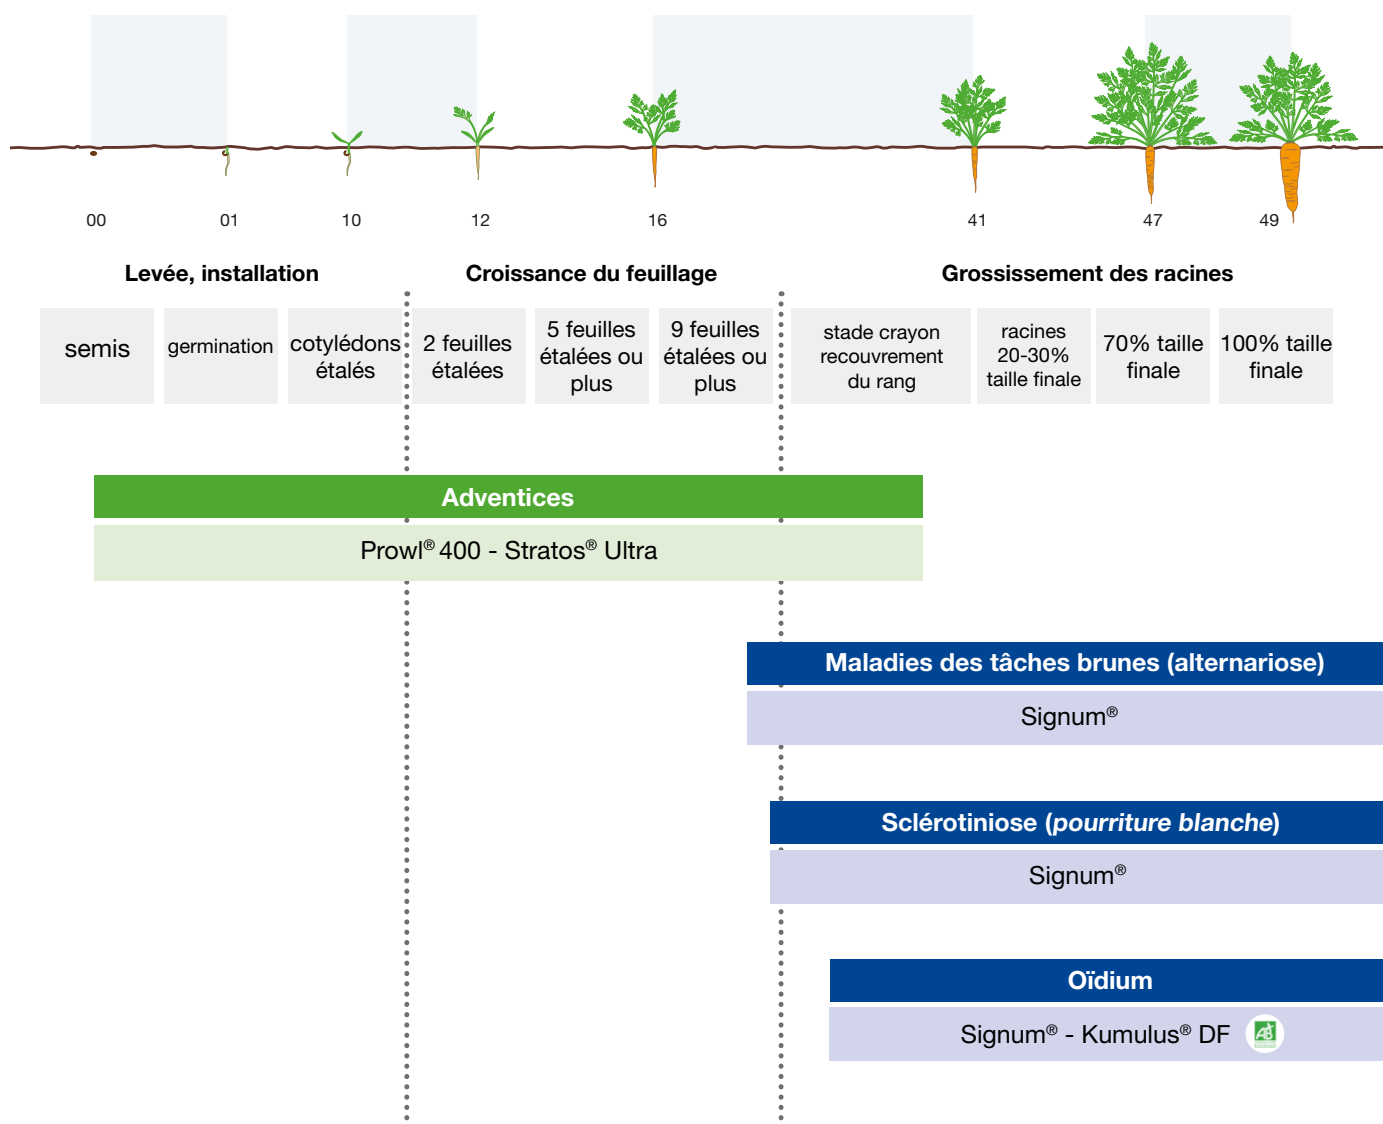 00 01 10 12 16 41 47 49
Levée, installation Croissance du feuillage Grossissement des racines
semis
germination
cotylédons
étalés
2 feuilles
étalées
5 feuilles
étalées ou
plus
9 feuilles
étalées ou
plus
stade crayon
recouvrement
du rang
racines
20-30%
taille finale
70% taille
finale
100% taille
finale
Adventices
Prowl® 400 - Stratos® Ultra
Maladies des tâches brunes (alternariose)
Signum®
Sclérotiniose (pourriture blanche)
Signum®
Oïdium
Signum® - Kumulus® DF
AB